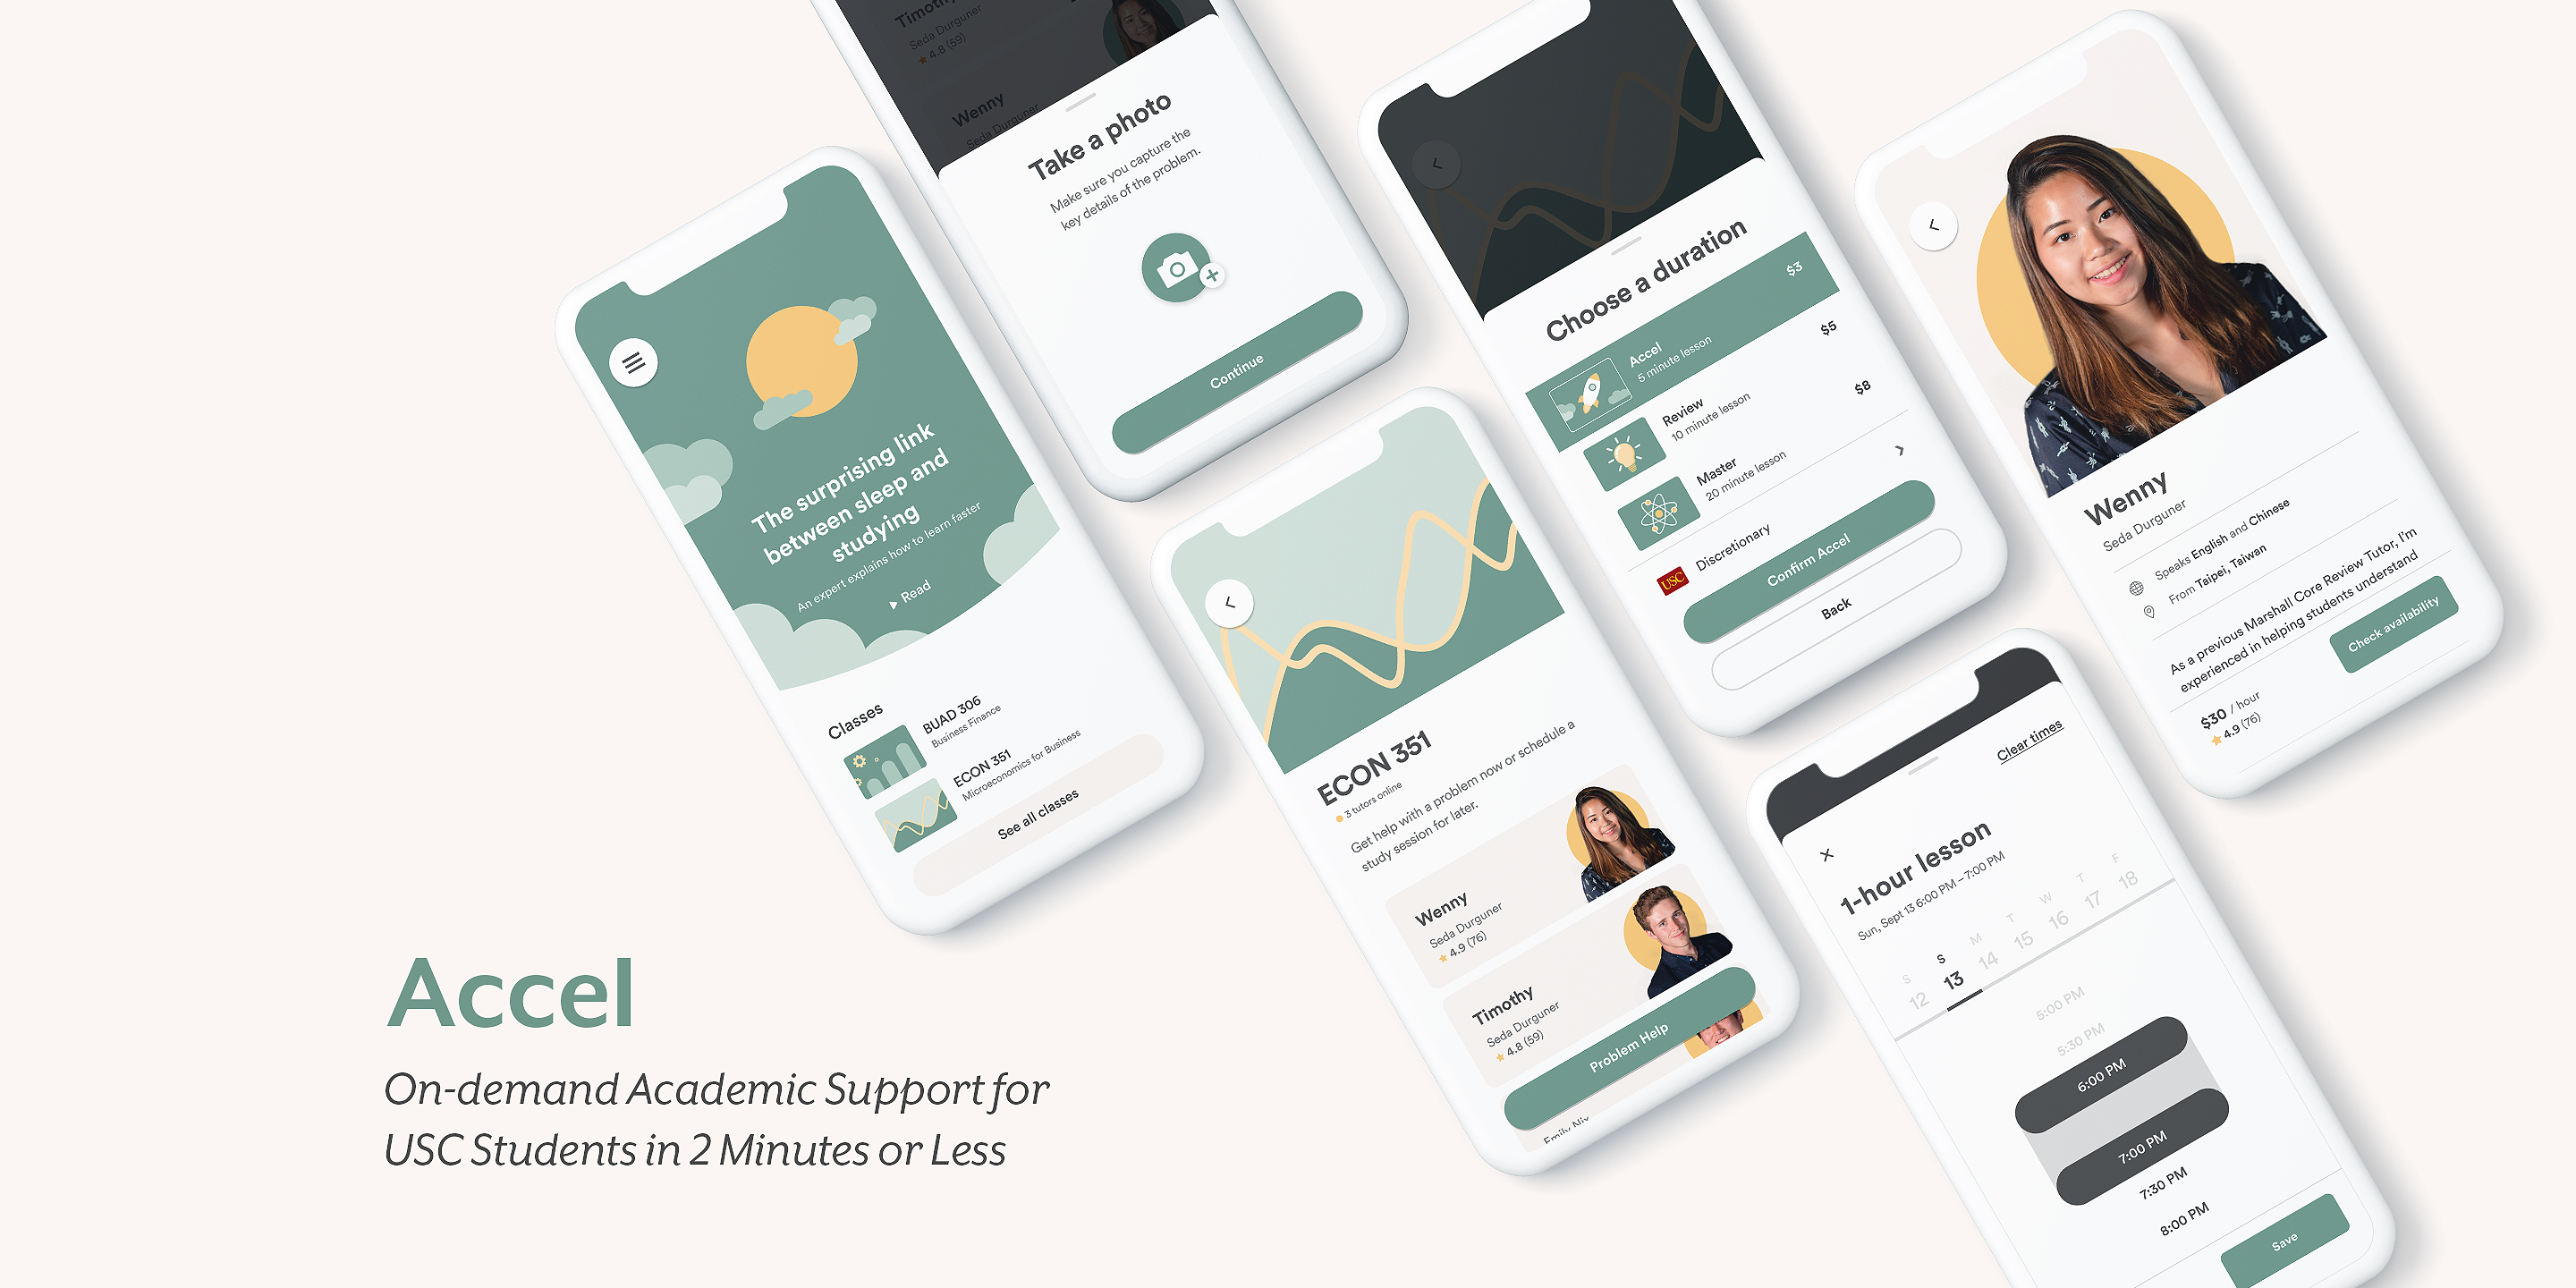 Accel
On-demand Academic Support for
USC Students in 2 Minutes or Less
The surprising link
between sleep and
studying
An expert explains how to learn faster
Read
Classes
BUAD 306
Business Finance
ECON 351
Microeconomics for Business
See all classes
Timothy
Seda Durguner
4.8 (59)
Wenny
Seda Durguner
Take a photo
Make sure you capture the
key details of the problem.
Continue
ECON 351
3 tutors online
Get help with a problem now or schedule a
study session for later.
Wenny
Seda Durguner
4.9 (76)
Timothy
Seda Durguner
4.8 (59)
Problem Help
Emily Nix
Choose a duration
Accel
5 minute lesson
$3
Review
10 minute lesson
$5
Master
20 minute lesson
$8
USC
Discretionary
Confirm Accel
Back
Wenny
Seda Durguner
Speaks English and Chinese
From Taipei, Taiwan
As a previous Marshall Core Review Tutor, I'm
experienced in helping students understand
$30 / hour
4.9 (76)
Check availability
Clear times
1-hour lesson
Sun, Sept 13 6:00 PM – 7:00 PM
S S M T W T F
12 13 14 15 16 17 18
5:00 PM
5:30 PM
6:00 PM
7:00 PM
7:30 PM
8:00 PM
Save